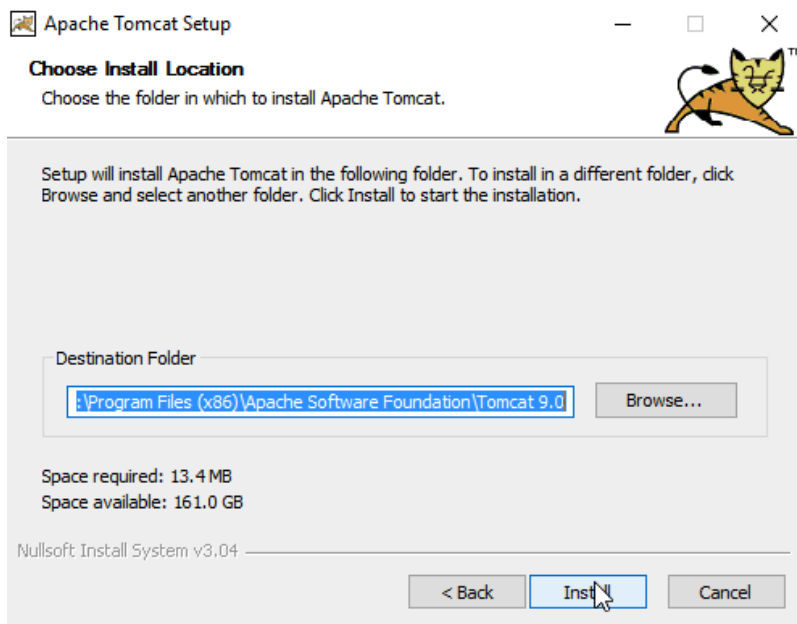 Apache Tomcat Setup
TM
Choose Install Location
Choose the folder in which to install Apache Tomcat.
Setup will install Apache Tomcat in the following folder. To install in a different folder, click
Browse and select another folder. Click Install to start the installation.
Destination Folder
:\Program Files (x86)\Apache Software Foundation\Tomcat 9.0
Browse...
Space required: 13.4 MB
Space available: 161.0 GB
Nullsoft Install System v3.04
< Back Install Cancel